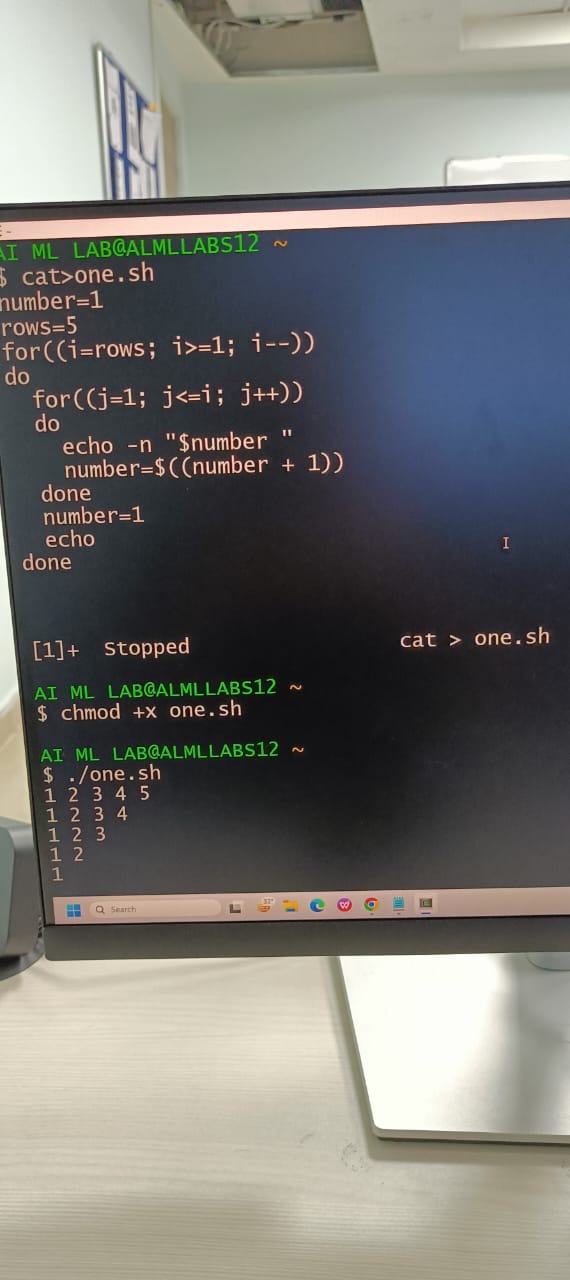 AI ML LAB@ALMLLABS12 ~
$ cat>one.sh
number=1
rows=5
for((i=rows; i>=1; i--))
do
for((j=1; j<=i; j++))
do
echo -n "$number "
number=$((number + 1))
done
number=1
echo
done
[1]+ Stopped cat > one.sh
AI ML LAB@ALMLLABS12 ~
$ chmod +x one.sh
AI ML LAB@ALMLLABS12 ~
$ ./one.sh
1 2 3 4 5
1 2 3 4
1 2 3
1 2
1
Search
32°